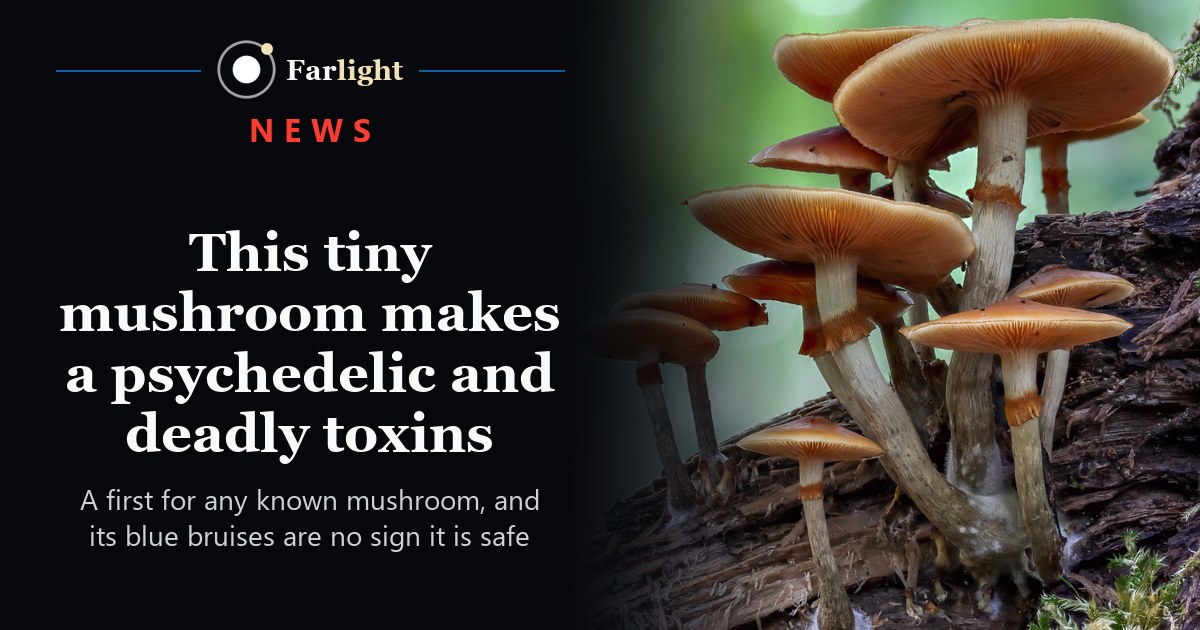 Farlight
NEWS
This tiny
mushroom makes
a psychedelic and
deadly toxins
A first for any known mushroom, and
its blue bruises are no sign it is safe